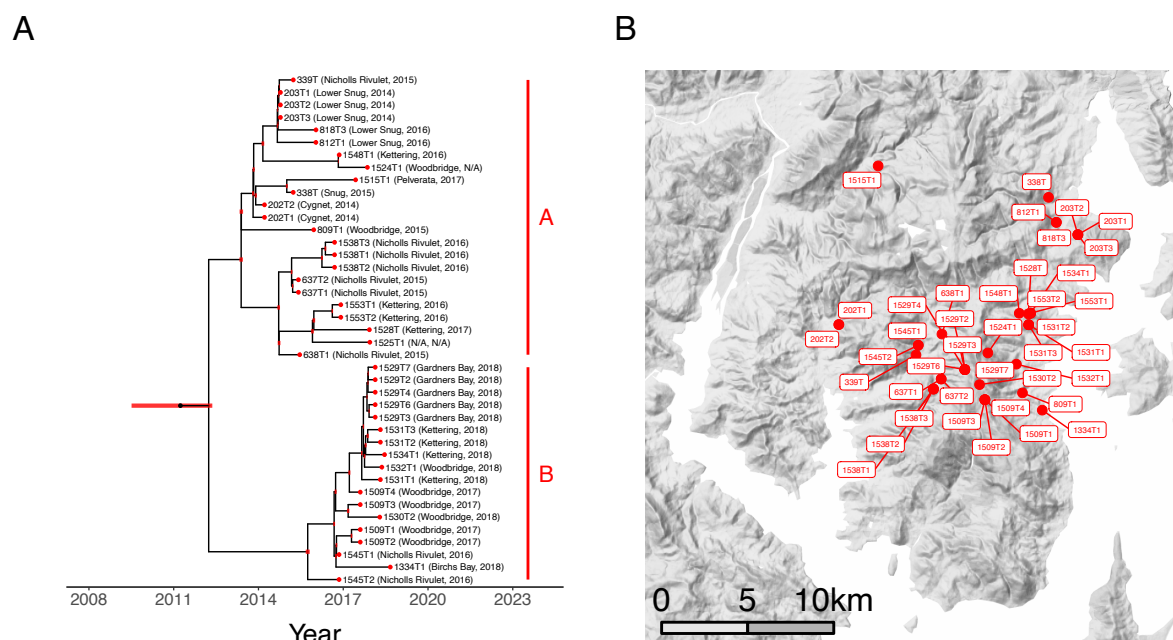 A
B
339T (Nicholls Rivulet, 2015)
203T1 (Lower Snug, 2014)
203T2 (Lower Snug, 2014)
203T3 (Lower Snug, 2014)
818T3 (Lower Snug, 2016)
812T1 (Lower Snug, 2016)
1548T1 (Kettering, 2016)
1524T1 (Woodbridge, N/A)
1515T1 (Pelverata, 2017)
338T (Snug, 2015)
202T2 (Cygnet, 2014)
202T1 (Cygnet, 2014)
809T1 (Woodbridge, 2015)
1538T3 (Nicholls Rivulet, 2016)
1538T1 (Nicholls Rivulet, 2016)
1538T2 (Nicholls Rivulet, 2016)
637T2 (Nicholls Rivulet, 2015)
637T1 (Nicholls Rivulet, 2015)
1553T1 (Kettering, 2016)
1553T2 (Kettering, 2016)
1528T (Kettering, 2017)
1525T1 (N/A, N/A)
638T1 (Nicholls Rivulet, 2015)
A
1529T7 (Gardners Bay, 2018)
1529T2 (Gardners Bay, 2018)
1529T4 (Gardners Bay, 2018)
1529T6 (Gardners Bay, 2018)
1529T3 (Gardners Bay, 2018)
1531T3 (Kettering, 2018)
1531T2 (Kettering, 2018)
1534T1 (Kettering, 2018)
1532T1 (Woodbridge, 2018)
1531T1 (Kettering, 2018)
1509T4 (Woodbridge, 2017)
1509T3 (Woodbridge, 2017)
1530T2 (Woodbridge, 2018)
1509T1 (Woodbridge, 2017)
1509T2 (Woodbridge, 2017)
1545T1 (Nicholls Rivulet, 2016)
1334T1 (Birchs Bay, 2018)
1545T2 (Nicholls Rivulet, 2016)
B
2008 2011 2014 2017 2020 2023
Year
1515T1
338T
812T1
203T2
203T1
818T3
203T3
1528T
1534T1
638T1
1548T1
1553T2
1553T1
1529T4
202T1
1529T2
1524T1
1531T2
1545T1
202T2
1529T3
1545T2
1531T3
1531T1
1529T6
1529T7
339T
1530T2
1532T1
637T1
637T2
1509T4
809T1
1538T3
1509T3
1509T1
1334T1
1538T2
1509T2
1538T1
0 5 10km